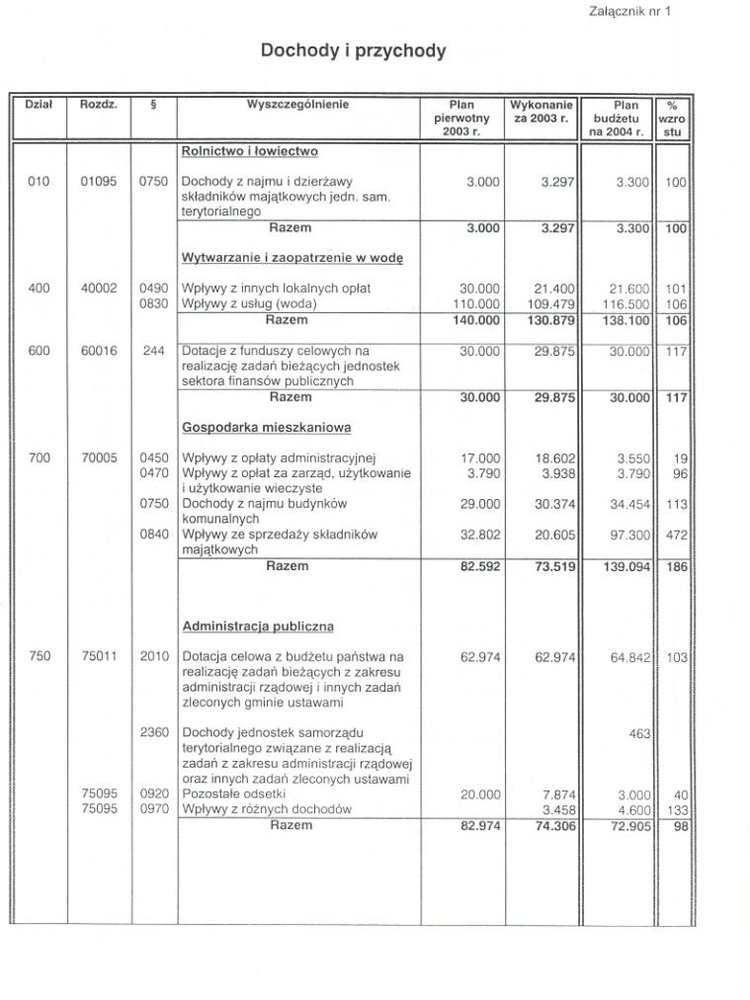 Załącznik nr 1
Dochody i przychody
Dział Rozdz. § Wyszczególnienie Plan Wykonanie Plan %
pierwotny za 2003 r. budżetu wzro
2003 r. na 2004 r. stu
Rolnictwo i łowiectwo
010 01095 0750 Dochody z najmu i dzierżawy 3.000 3.297 3.300 100
składników majątkowych jedn. sam.
terytorialnego
Razem 3.000 3.297 3.300 100
Wytwarzanie i zaopatrzenie w wodę
400 40002 0490 Wpływy z innych lokalnych opłat 30.000 21.400 21.600 101
0830 Wpływy z usług (woda) 110.000 109.479 116.500 106
Razem 140.000 130.879 138.100 106
600 60016 244 Dotacje z funduszy celowych na 30.000 29.875 30.000 117
realizację zadań bieżących jednostek
sektora finansów publicznych
Razem 30.000 29.875 30.000 117
Gospodarka mieszkaniowa
700 70005 0450 Wpływy z opłaty administracyjnej 17.000 18.602 3.550 19
0470 Wpływy z opłat za zarząd, użytkowanie 3.790 3.938 3.790 96
i użytkowanie wieczyste
0750 Dochody z najmu budynków 29.000 30.374 34.454 113
komunalnych
0840 Wpływy ze sprzedaży składników 32.802 20.605 97.300 472
majątkowych
Razem 82.592 73.519 139.094 186
Administracja publiczna
750 75011 2010 Dotacja celowa z budżetu państwa na 62.974 62.974 64.842 103
realizację zadań bieżących z zakresu
administracji rządowej i innych zadań
zleconych gminie ustawami
2360 Dochody jednostek samorządu 463
terytorialnego związane z realizacją
zadań z zakresu administracji rządowej
oraz innych zadań zleconych ustawami
75095 0920 Pozostałe odsetki 20.000 7.874 3.000 40
75095 0970 Wpływy z różnych dochodów 3.458 4.600 133
Razem 82.974 74.306 72.905 98